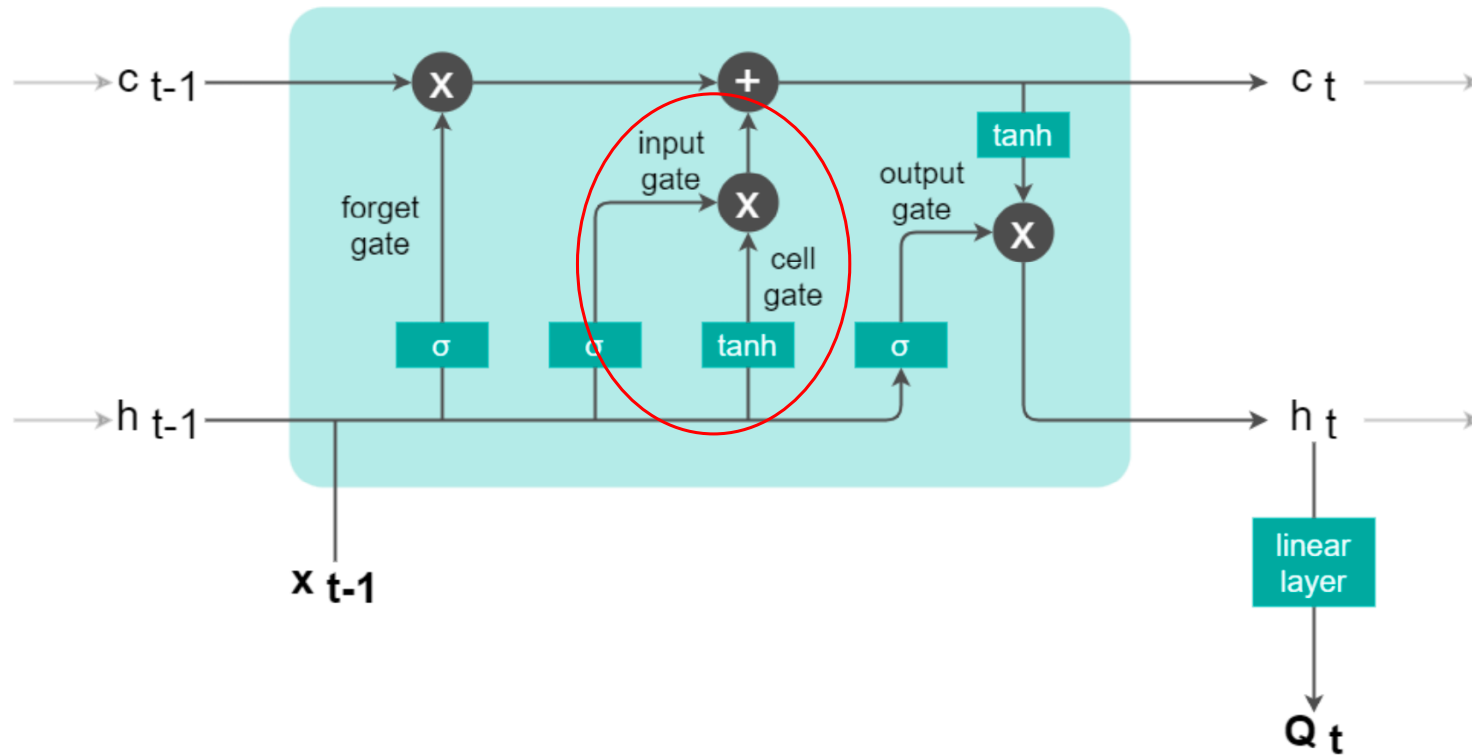 c t-1
x
+
c t
tanh
input
gate
output
gate
x
x
forget
gate
cell
gate
σ
σ
tanh
σ
h t-1
h t
x t-1
linear
layer
Q t